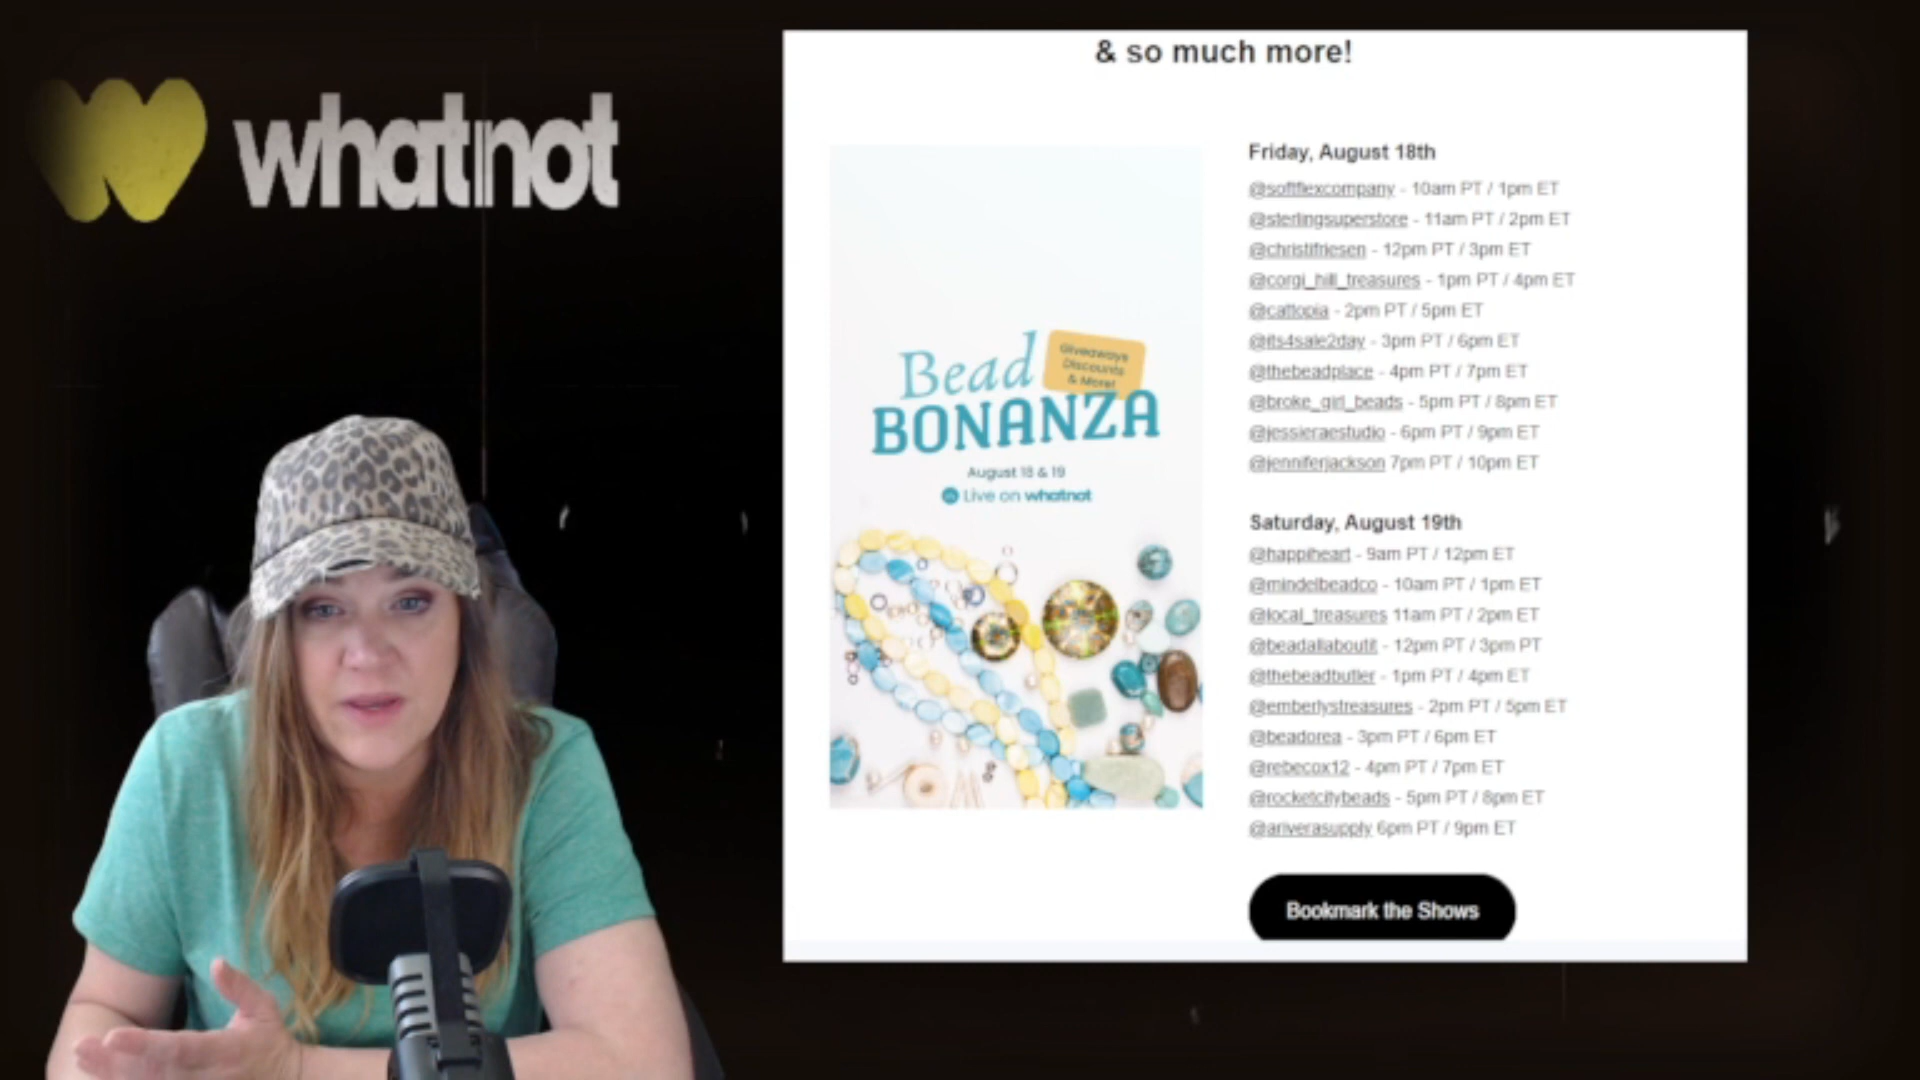 whatnot
& so much more!
Bead
Giveaways
Discounts
& More!
BONANZA
August 18 & 19
Live on whatnot
Friday, August 18th
@softflexcompany - 10am PT / 1pm ET
@sterlingsuperstore - 11am PT / 2pm ET
@christifriesen - 12pm PT / 3pm ET
@corgi_hill_treasures - 1pm PT / 4pm ET
@cattopia - 2pm PT / 5pm ET
@its4sale2day - 3pm PT / 6pm ET
@thebeadplace - 4pm PT / 7pm ET
@broke_girl_beads - 5pm PT / 8pm ET
@jessieraestudio - 6pm PT / 9pm ET
@jenniferjackson 7pm PT / 10pm ET
Saturday, August 19th
@happiheart - 9am PT / 12pm ET
@mindelbeadco - 10am PT / 1pm ET
@local_treasures 11am PT / 2pm ET
@beadallaboutit - 12pm PT / 3pm PT
@thebeadbutler - 1pm PT / 4pm ET
@emberlystreasures - 2pm PT / 5pm ET
@beadorea - 3pm PT / 6pm ET
@rebecox12 - 4pm PT / 7pm ET
@rocketcitybeads - 5pm PT / 8pm ET
@ariverasupply 6pm PT / 9pm ET
Bookmark the Shows